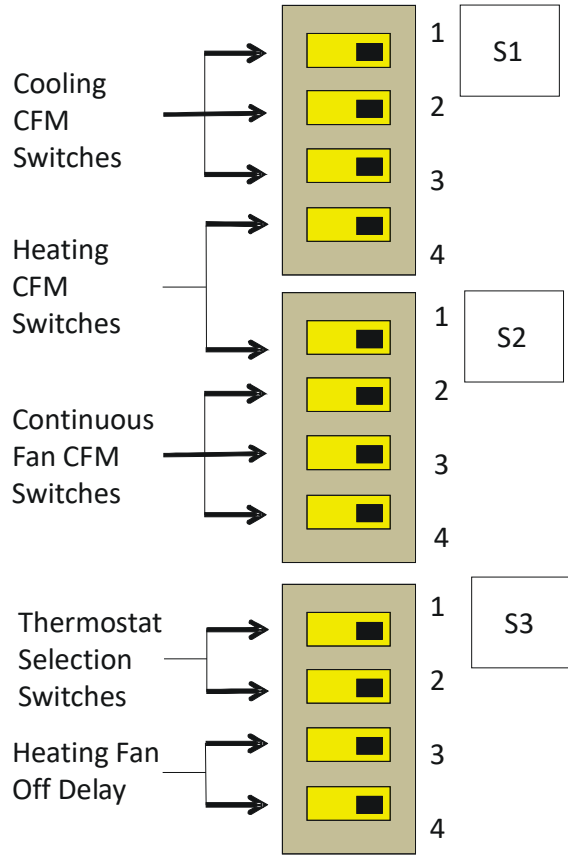 Cooling
CFM
Switches
1
2
3
4
S1
Heating
CFM
Switches
1
2
3
4
S2
Continuous
Fan CFM
Switches
Thermostat
Selection
Switches
1
2
3
4
S3
Heating Fan
Off Delay